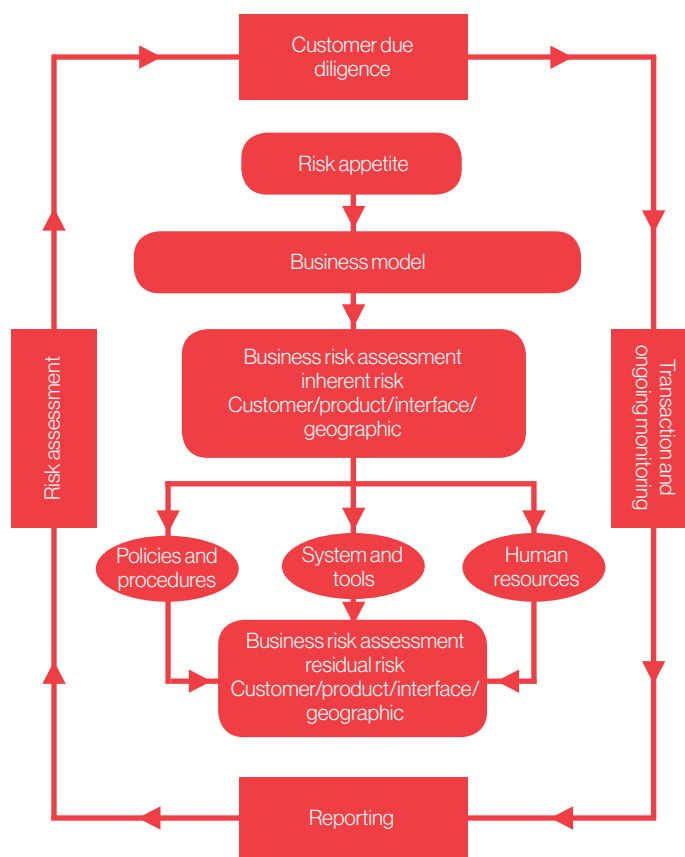 Customer due
diligence
Risk appetite
Business model
Business risk assessment
inherent risk
Customer/product/interface/
geographic
Risk assessment
Transaction and
ongoing monitoring
Policies and
procedures
System and
tools
Human
resources
Business risk assessment
residual risk
Customer/product/interface/
geographic
Reporting